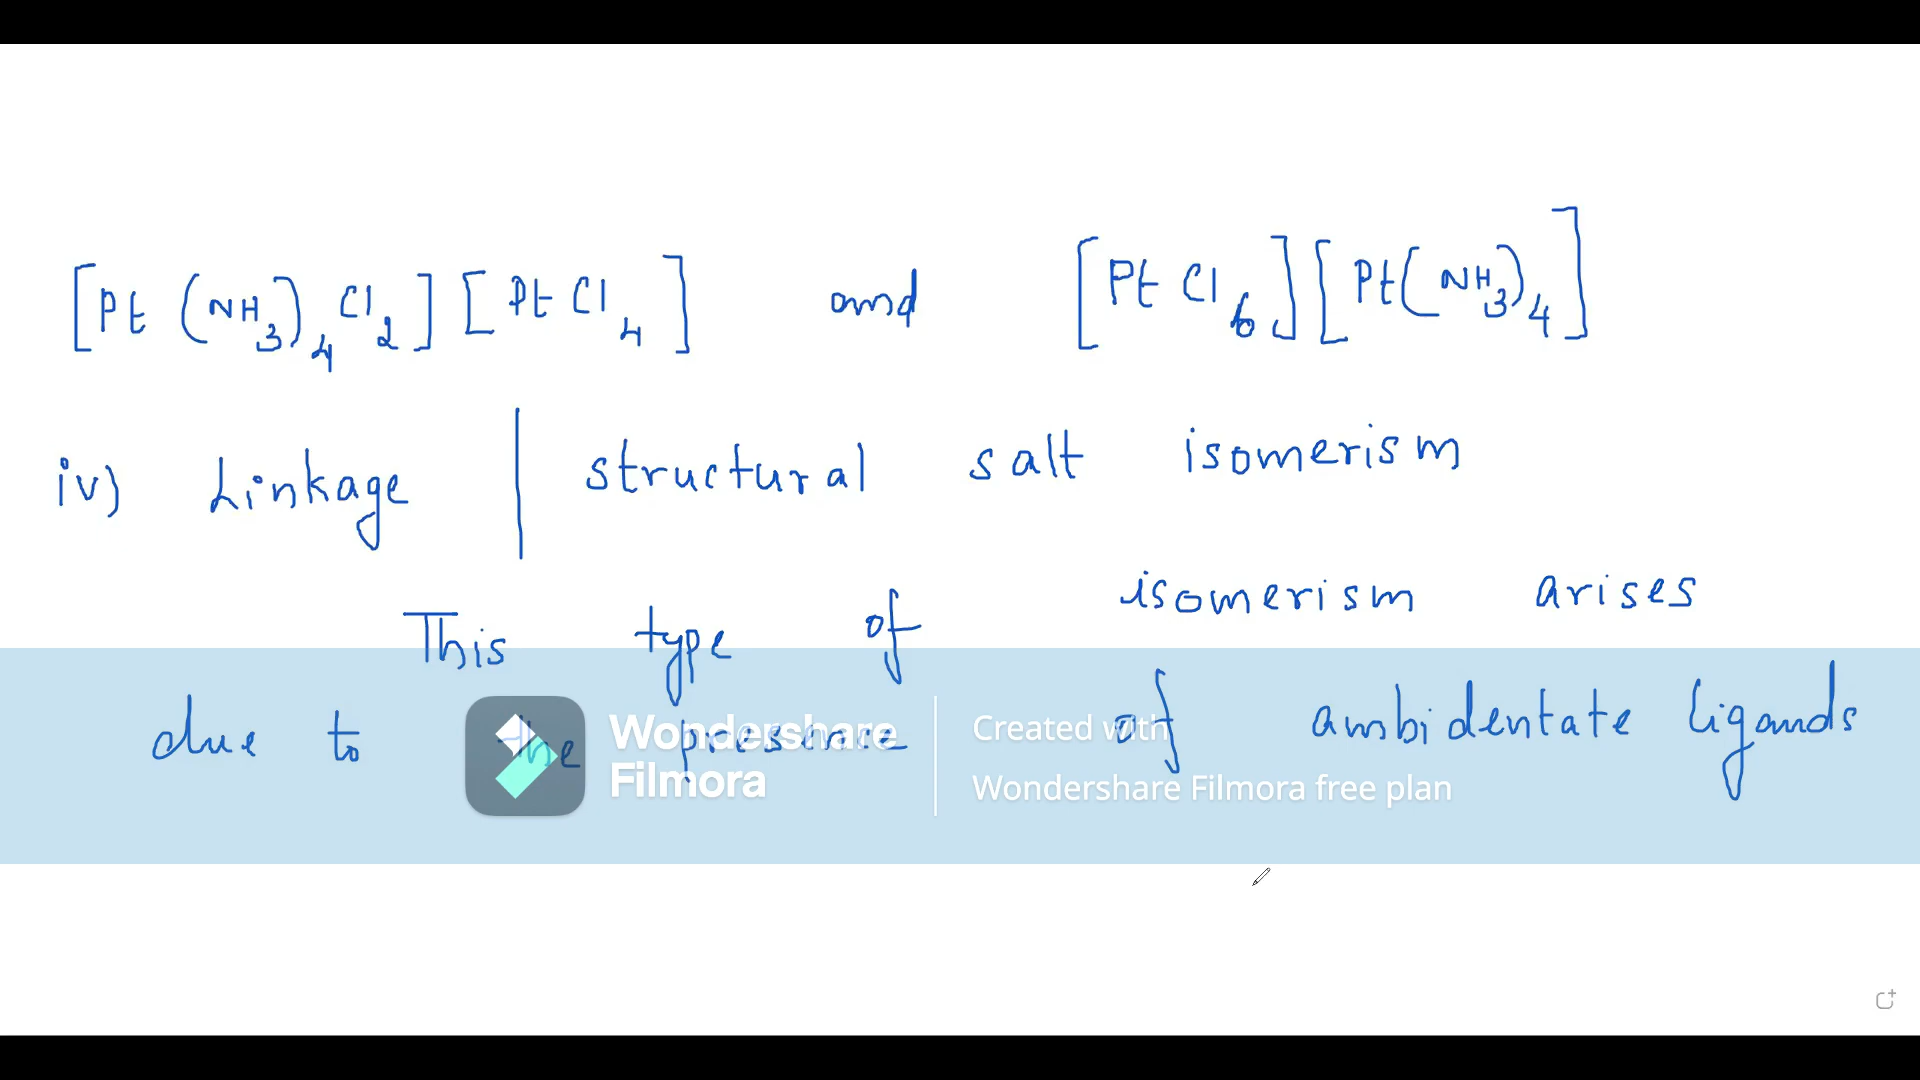 [Pt(NH₃)₄Cl₂][PtCl₄] and [PtCl₆][Pt(NH₃)₄]
iv) Linkage | structural salt isomerism
This type of isomerism arises
due to the presence of ambidentate ligands
Wondershare
Filmora
Created with
Wondershare Filmora free plan